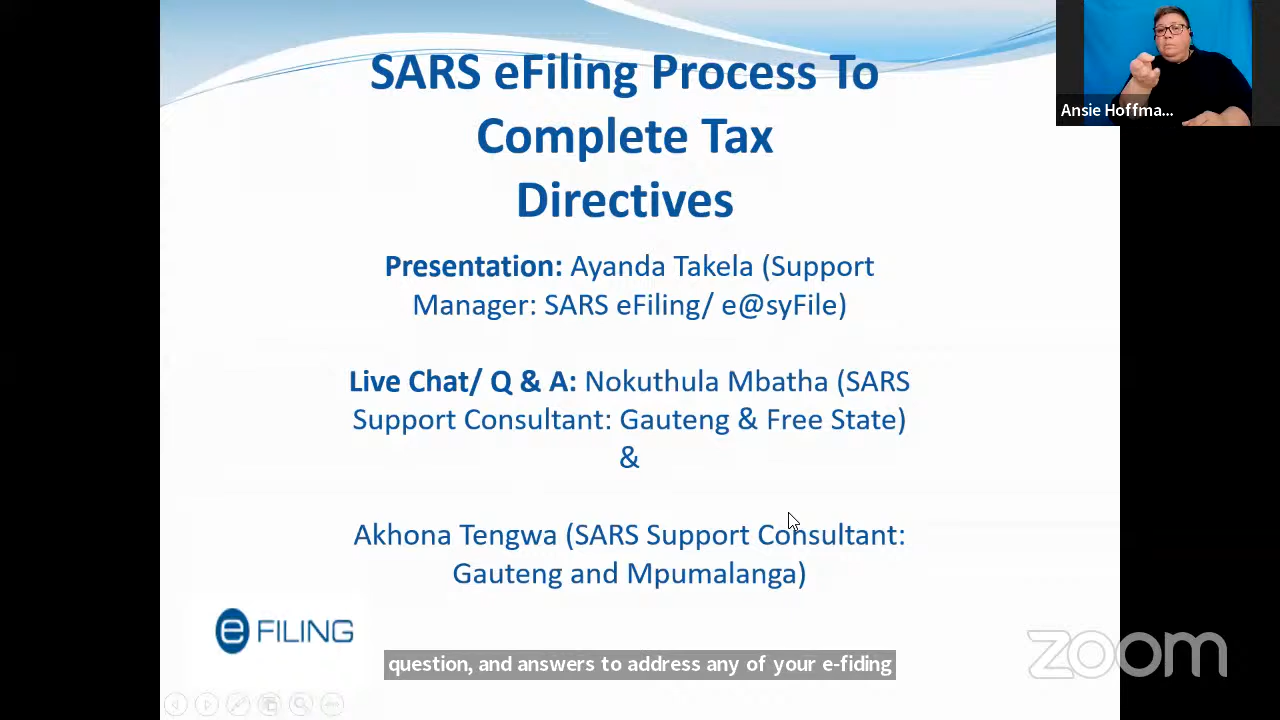 SARS eFiling Process To
Complete Tax
Directives
Ansie Hoffma...
Presentation: Ayanda Takela (Support
Manager: SARS eFiling/ e@syFile)
Live Chat/ Q & A: Nokuthula Mbatha (SARS
Support Consultant: Gauteng & Free State)
&
Akhona Tengwa (SARS Support Consultant:
Gauteng and Mpumalanga)
e FILING
question, and answers to address any of your e-fiding
zoom